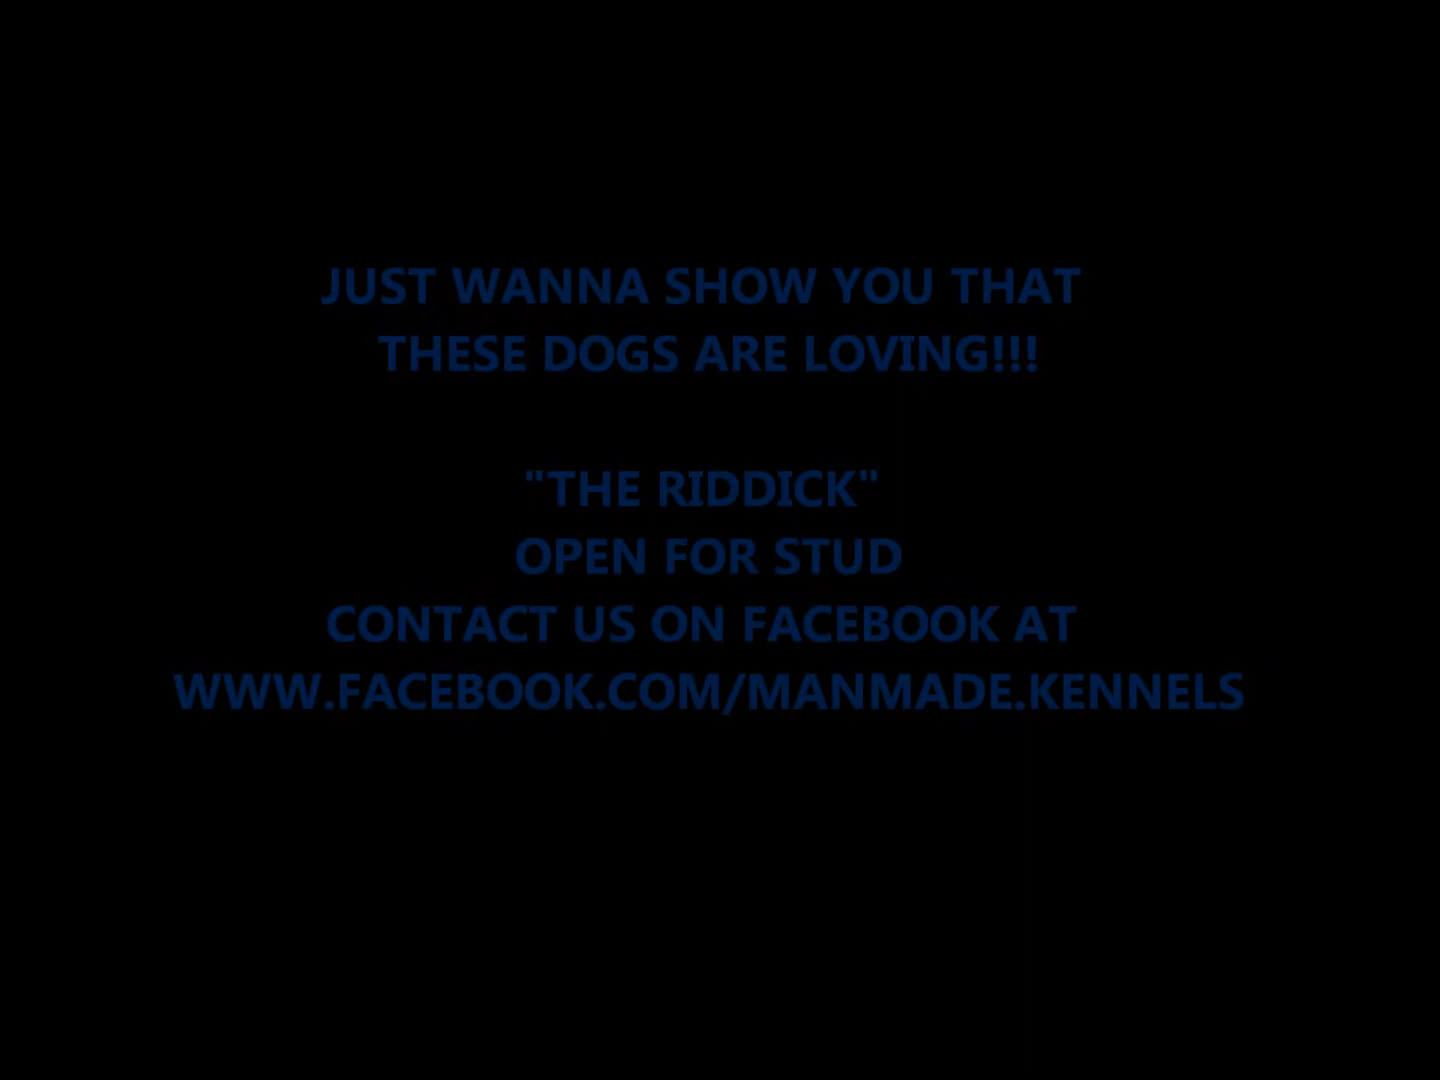 JUST WANNA SHOW YOU THAT
THESE DOGS ARE LOVING!!!
"THE RIDDICK"
OPEN FOR STUD
CONTACT US ON FACEBOOK AT
WWW.FACEBOOK.COM/MANMADE.KENNELS